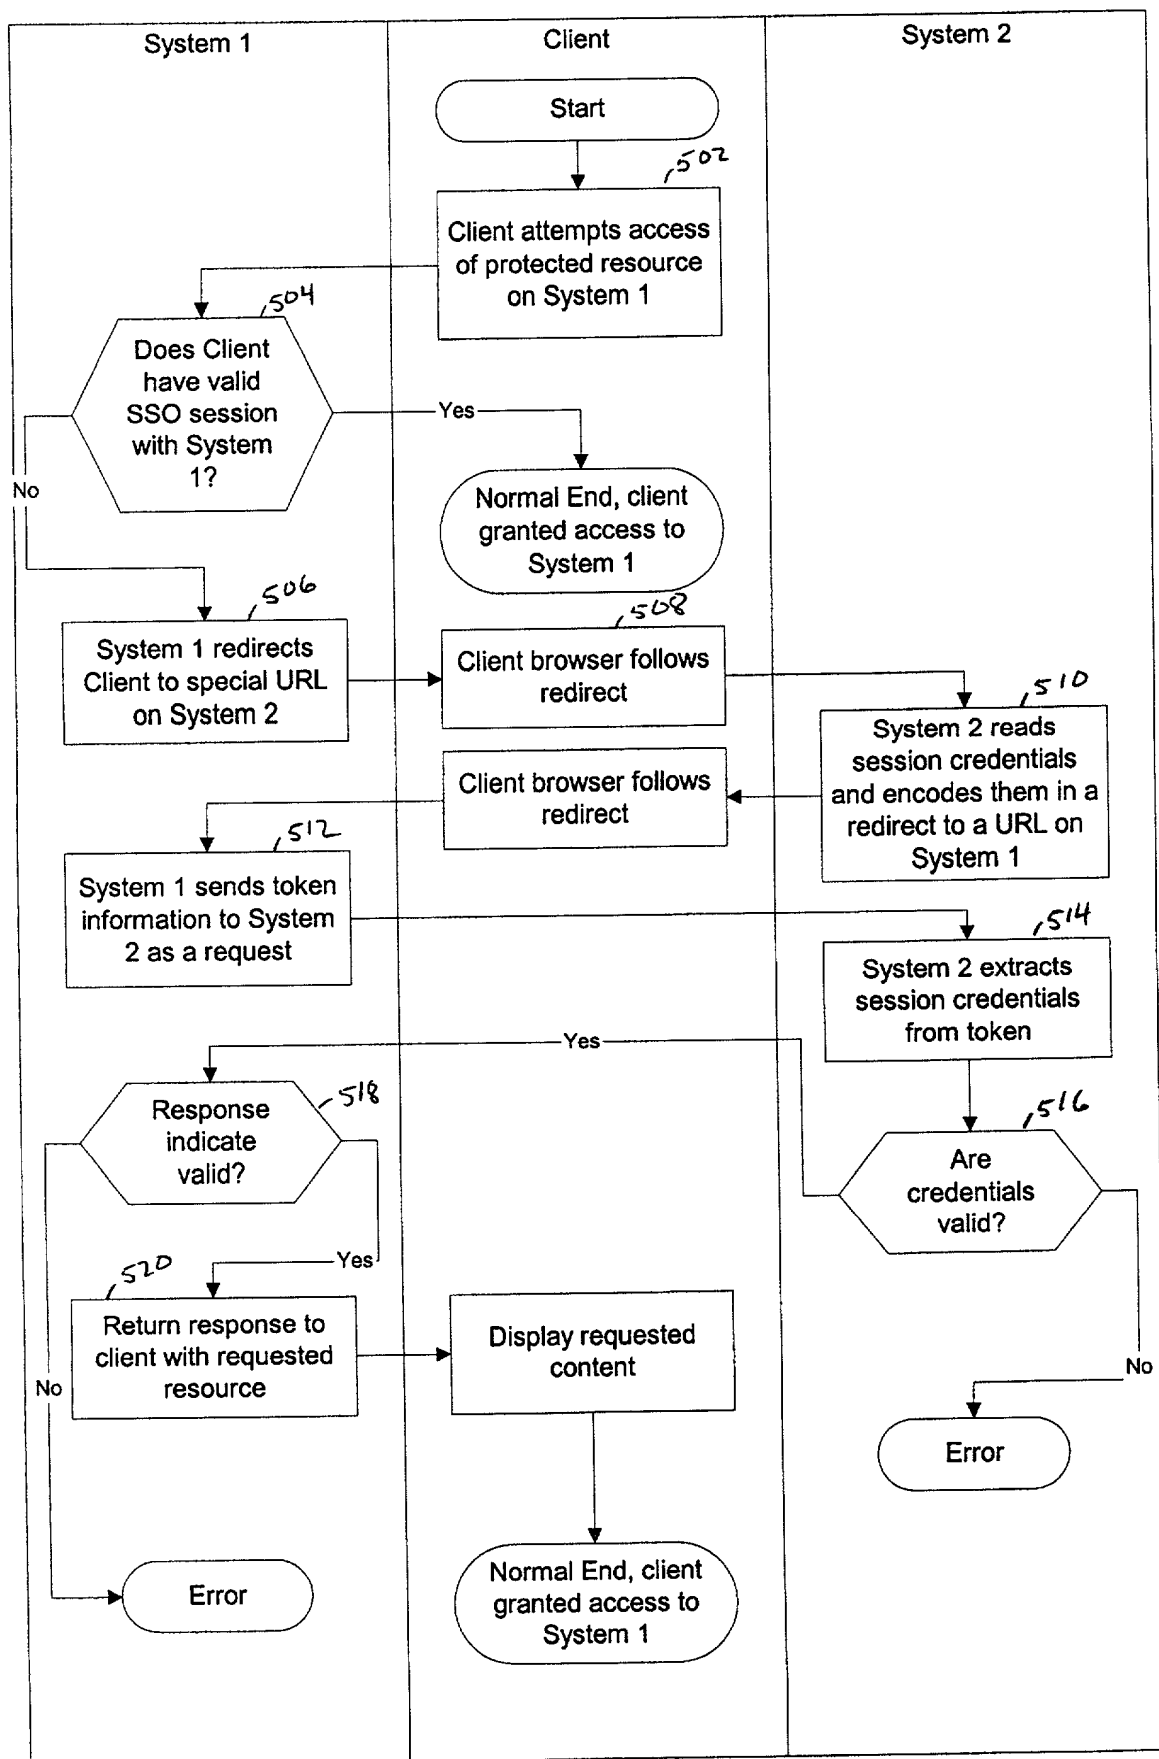 System 1
Client
System 2
Start
502
Client attempts access
of protected resource
on System 1
504
Does Client
have valid
SSO session
with System
1?
Yes
No
Normal End, client
granted access to
System 1
506
System 1 redirects
Client to special URL
on System 2
508
Client browser follows
redirect
510
System 2 reads
session credentials
and encodes them in a
redirect to a URL on
System 1
Client browser follows
redirect
512
System 1 sends token
information to System
2 as a request
514
System 2 extracts
session credentials
from token
Yes
516
Are
credentials
valid?
518
Response
indicate
valid?
Yes
520
Return response to
client with requested
resource
Display requested
content
No
No
Error
Error
Normal End, client
granted access to
System 1